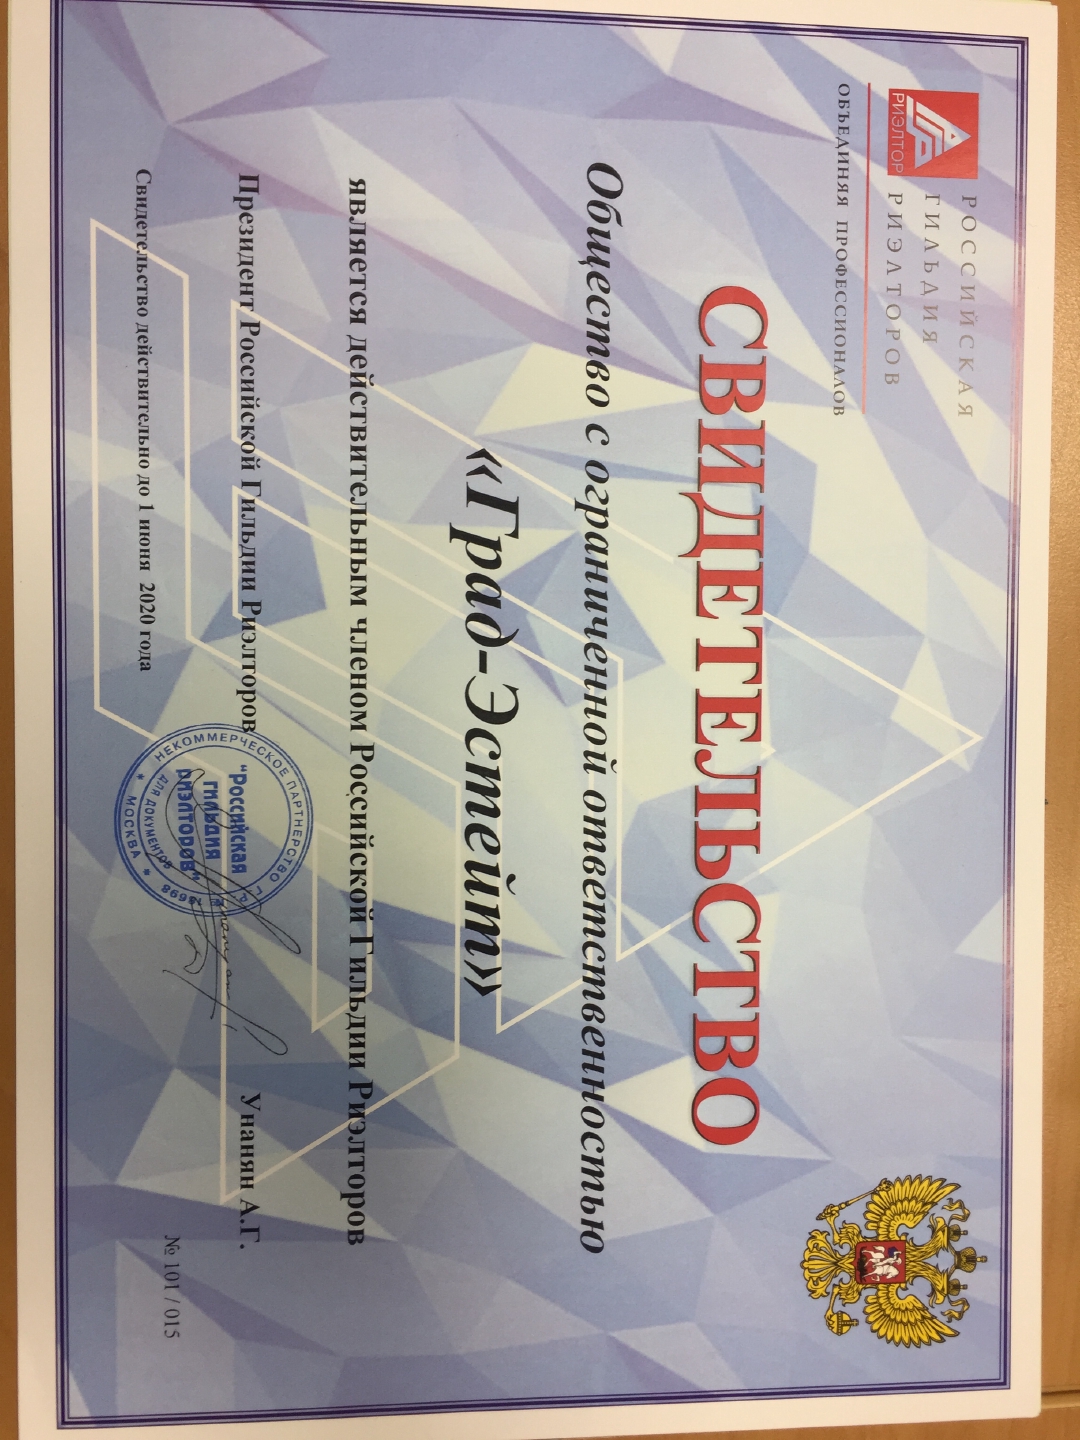 РОССИЙСКАЯ
ГИЛЬДИЯ
РИЭЛТОРОВ
РИЭЛТОР
ОБЪЕДИНЯЯ ПРОФЕССИОНАЛОВ
СВИДЕТЕЛЬСТВО
Общество с ограниченной ответственностью
«Град-Эстейт»
является действительным членом Российской Гильдии Риэлторов
Президент Российской Гильдии Риэлторов
Унанян А.Г.
НЕКОММЕРЧЕСКОЕ ПАРТНЕРСТВО
"Российская
гильдия
риэлторов"
ДЛЯ ДОКУМЕНТОВ
* МОСКВА *
Свидетельство действительно до 1 июня 2020 года
№ 101 / 015